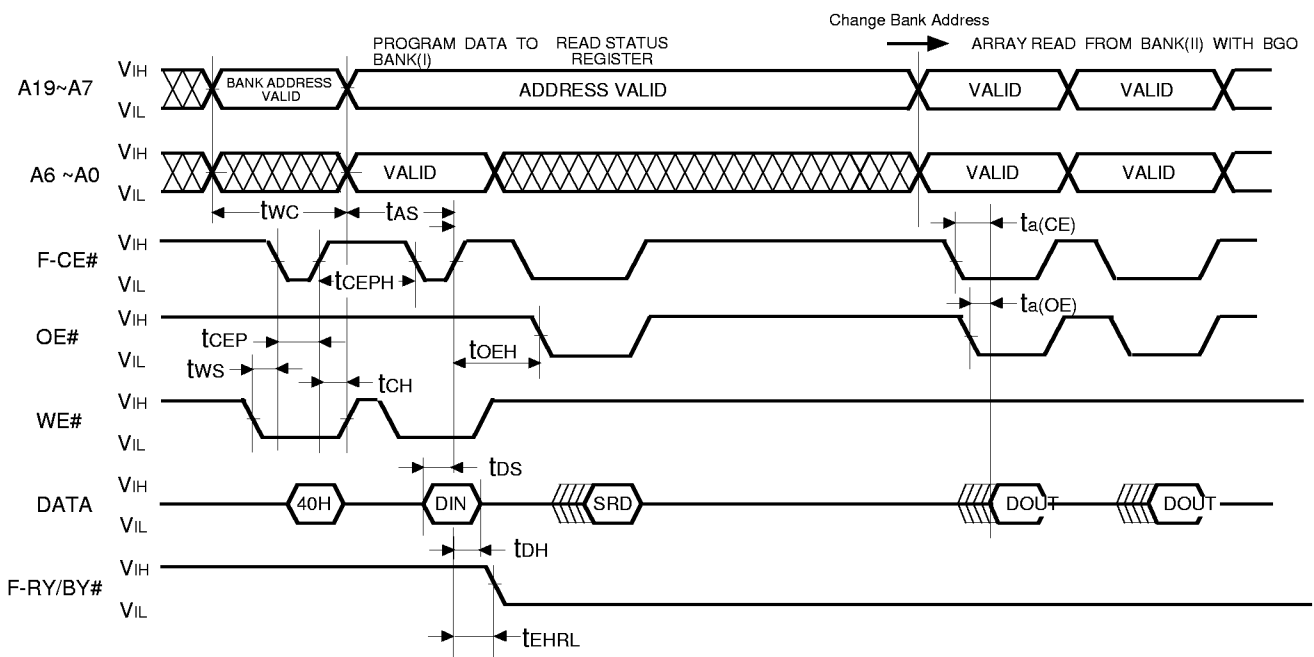 Change Bank Address
PROGRAM DATA TO BANK(I)
READ STATUS REGISTER
ARRAY READ FROM BANK(II) WITH BGO
A19~A7
VIH
VIL
BANK ADDRESS VALID
ADDRESS VALID
VALID
VALID
A6 ~A0
VIH
VIL
VALID
VALID
VALID
tWC
tAS
ta(CE)
F-CE#
VIH
VIL
tCEPH
ta(OE)
OE#
VIH
VIL
tCEP
tOEH
tWS
tCH
WE#
VIH
VIL
tDS
DATA
VIH
VIL
40H
DIN
SRD
DOUT
DOUT
tDH
F-RY/BY#
VIH
VIL
tEHRL